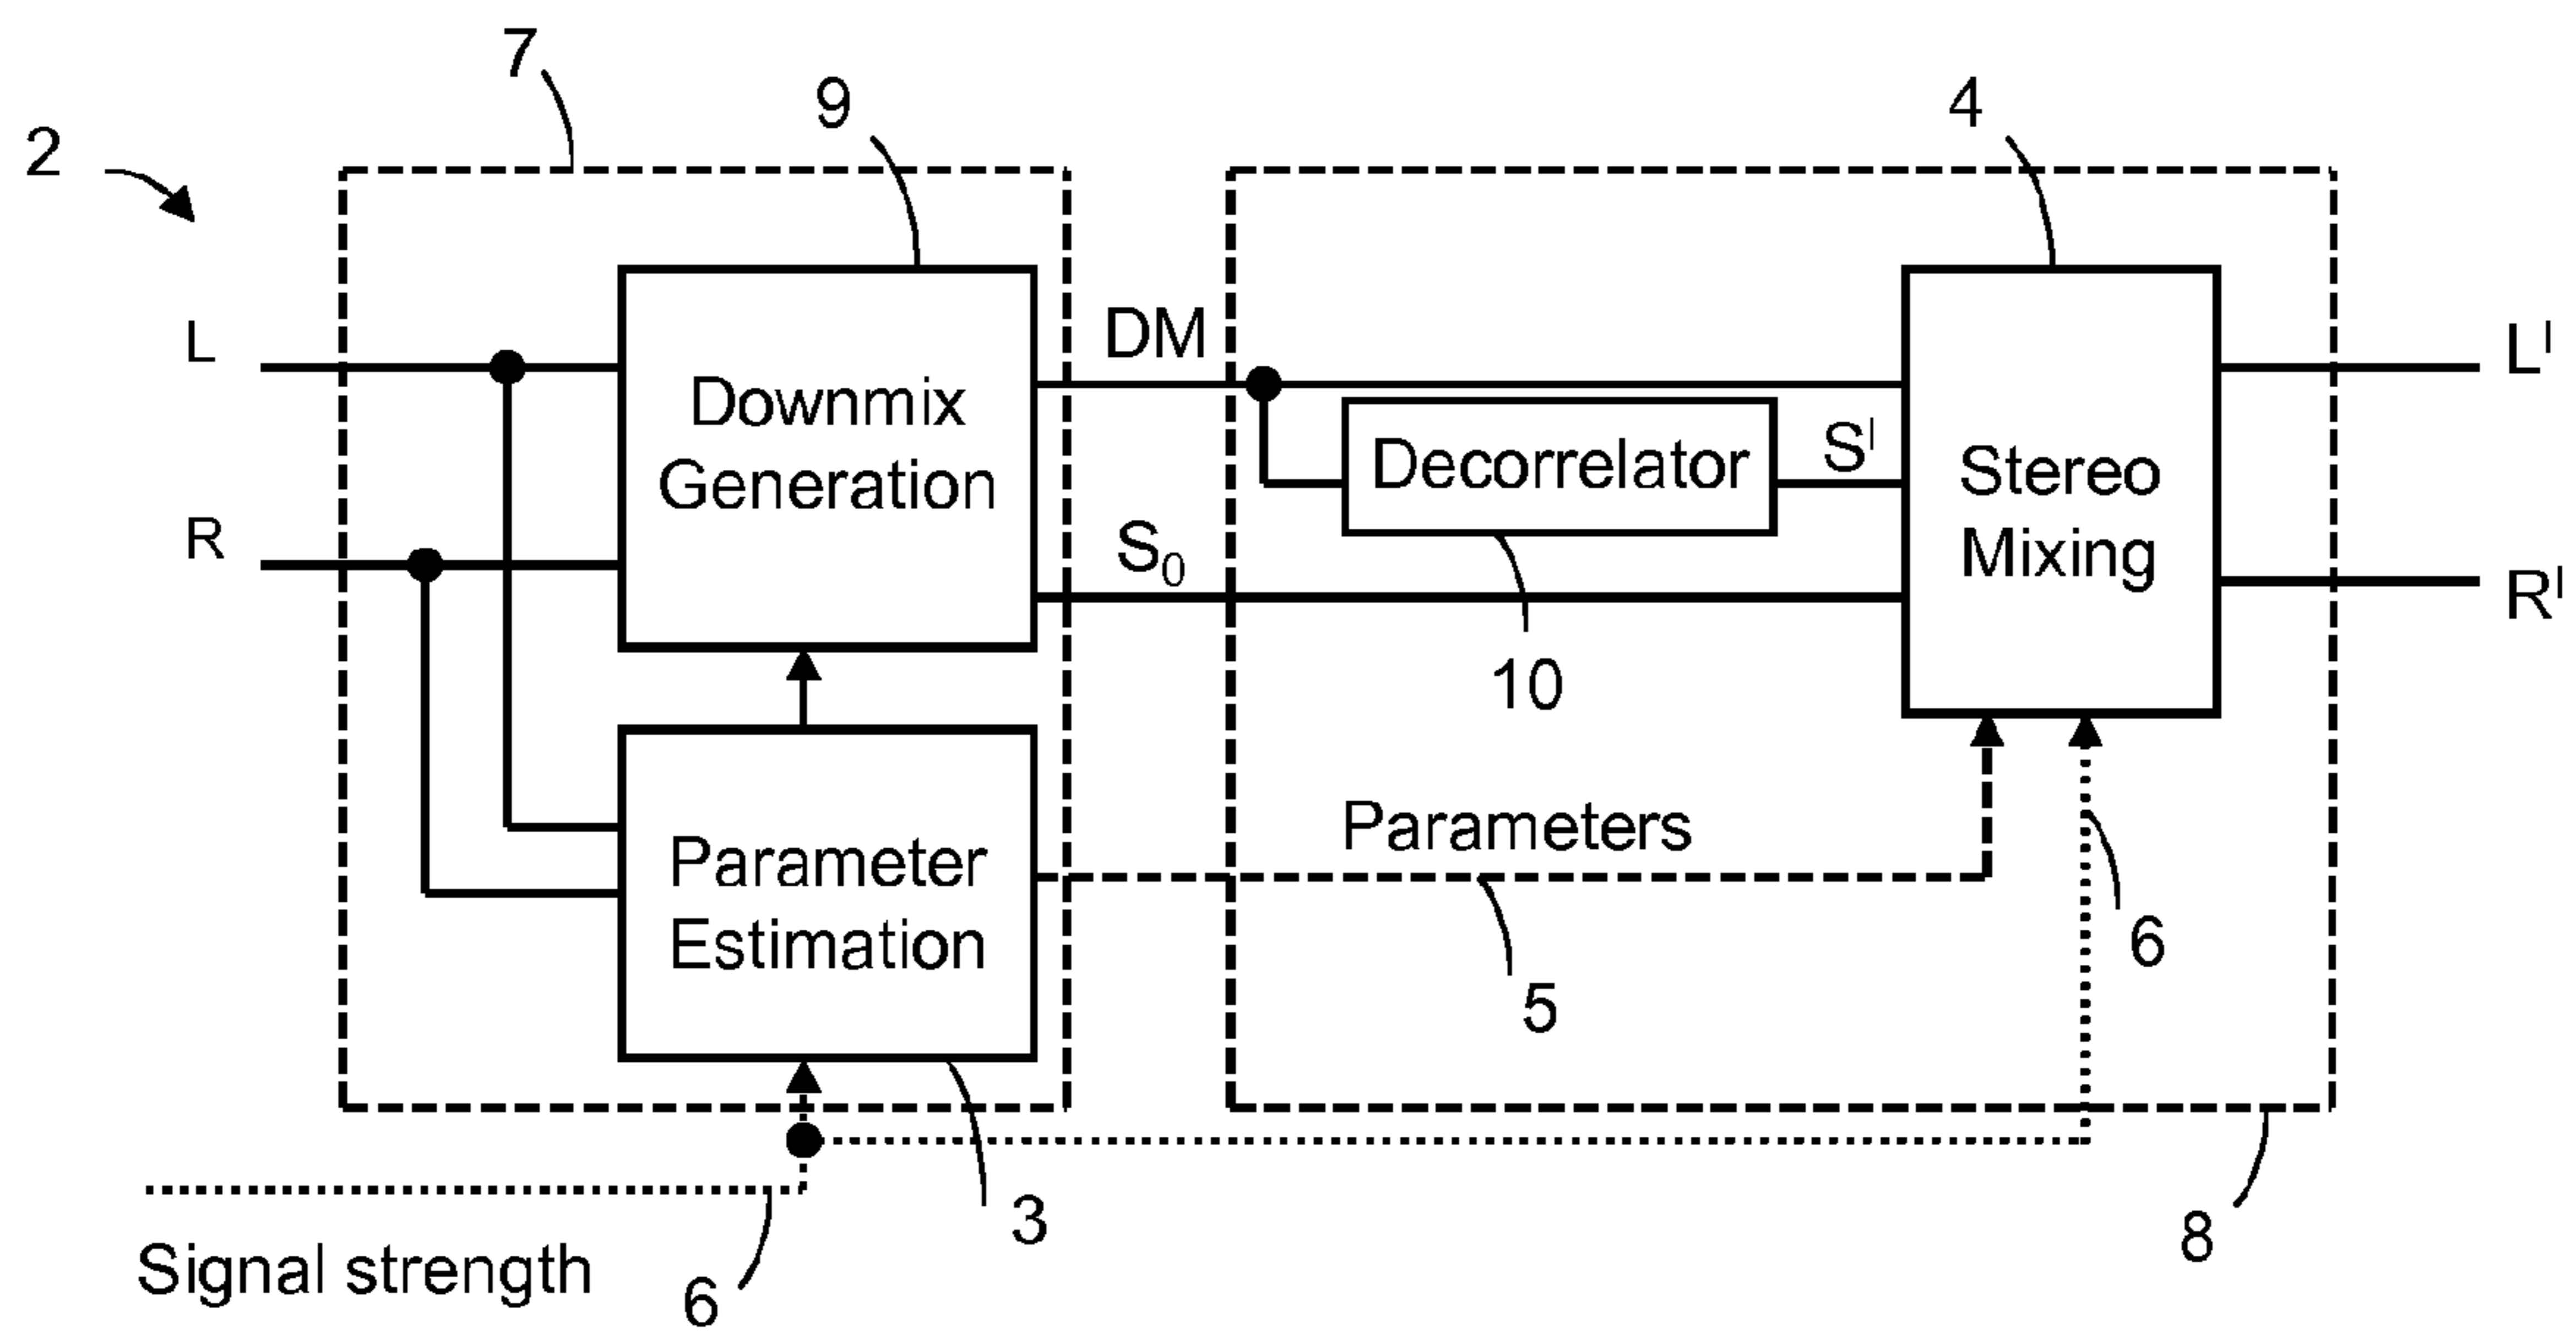 7
9
4
2
L
DM
L'
Downmix
Generation
Decorrelator
S'
Stereo
Mixing
R
S₀
R'
10
Parameters
Parameter
Estimation
6
5
3
8
Signal strength
6